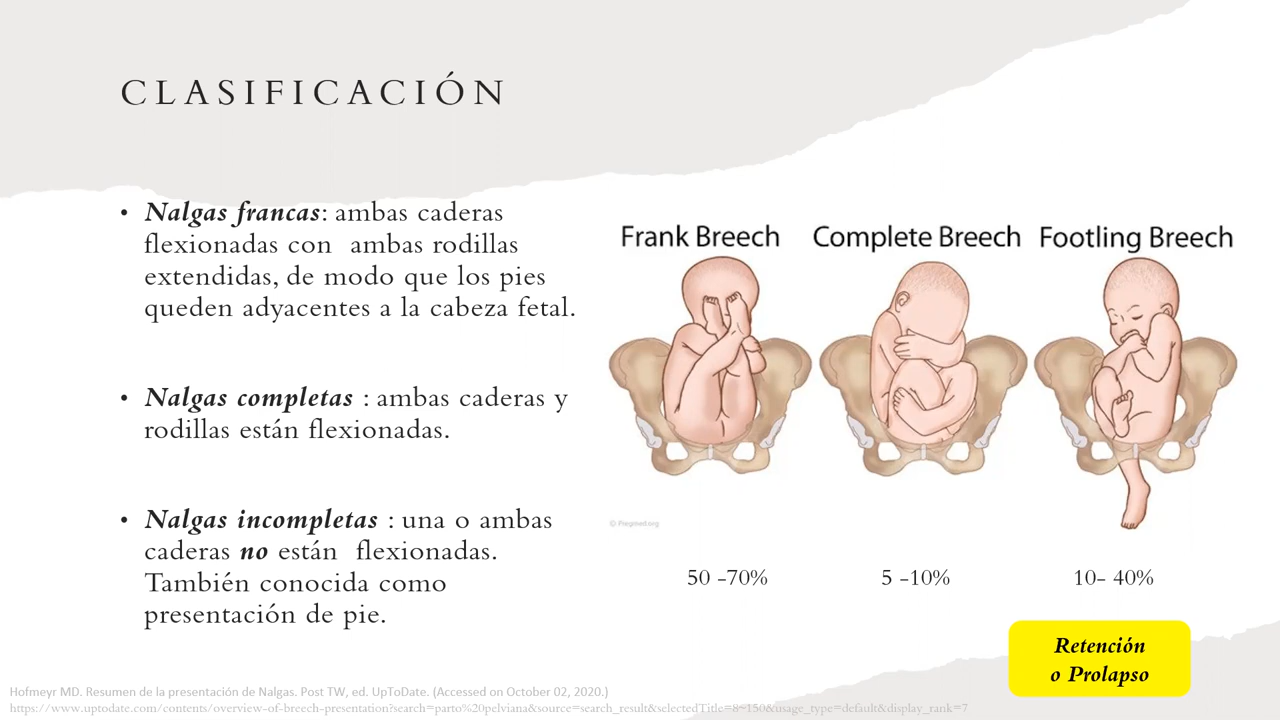 CLASIFICACIÓN
• Nalgas francas: ambas caderas
flexionadas con ambas rodillas
extendidas, de modo que los pies
queden adyacentes a la cabeza fetal.
• Nalgas completas : ambas caderas y
rodillas están flexionadas.
• Nalgas incompletas : una o ambas
caderas no están flexionadas.
También conocida como
presentación de pie.
Frank Breech
Complete Breech
Footling Breech
© Pregmed.org
50 -70%
5 -10%
10- 40%
Retención
o Prolapso
Hofmeyr MD. Resumen de la presentación de Nalgas. Post TW, ed. UpToDate. (Accessed on October 02, 2020.)
https://www.uptodate.com/contents/overview-of-breech-presentation?search=parto%20pelviana&source=search_result&selectedTitle=8~150&usage_type=default&display_rank=7